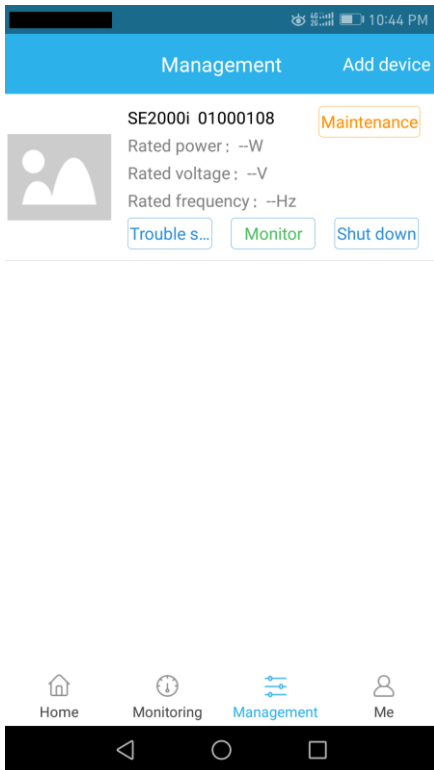 10:44 PM
Management
Add device
SE2000i 01000108
Maintenance
Rated power: --W
Rated voltage: --V
Rated frequency: --Hz
Trouble s...
Monitor
Shut down
Home
Monitoring
Management
Me